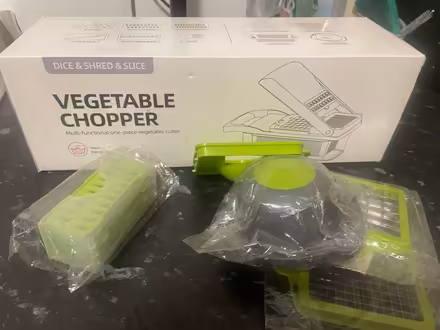 DICE & SHRED & SLICE
VEGETABLE
CHOPPER
Multi-functional one-piece vegetable cutter